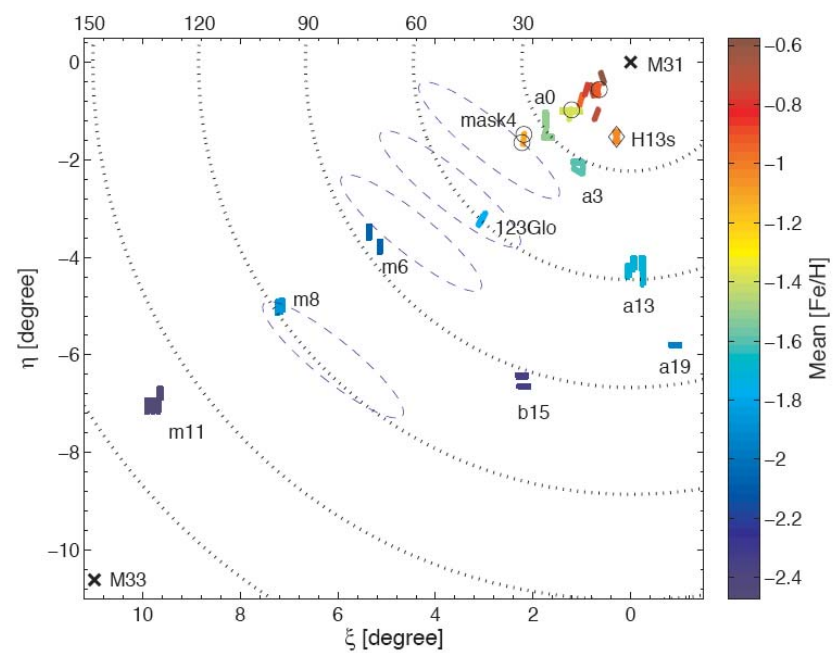 150 120 90 60 30
0
−2
−4
−6
−8
−10
η [degree]
M31
a0
mask4
H13s
a3
123Glo
m6
a13
m8
a19
b15
m11
M33
10 8 6 4 2 0
ξ [degree]
−0.6
−0.8
−1
−1.2
−1.4
−1.6
−1.8
−2
−2.2
−2.4
Mean [Fe/H]